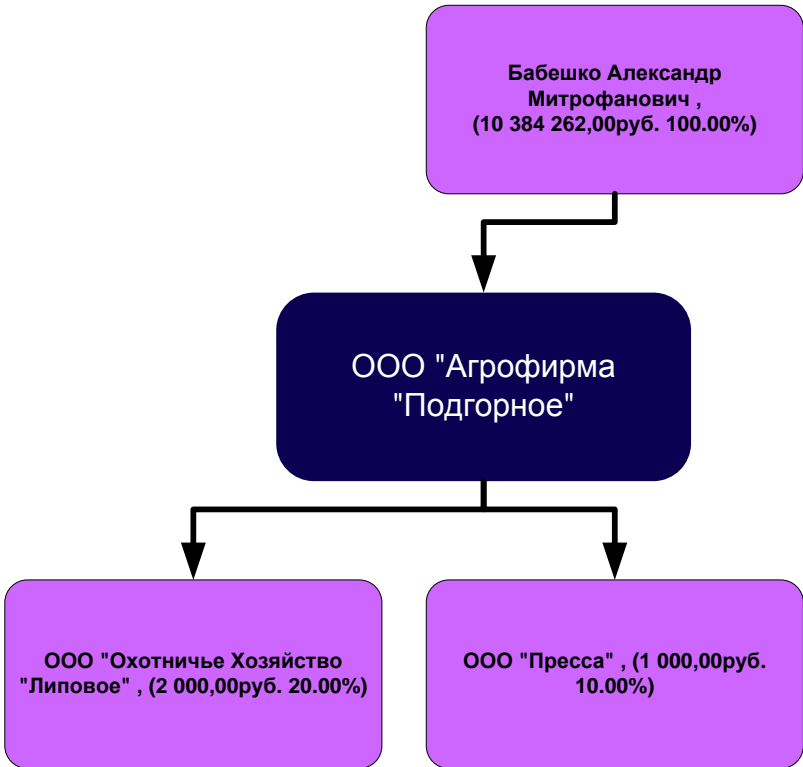 Бабешко Александр
Митрофанович ,
(10 384 262,00руб. 100.00%)
ООО "Агрофирма
"Подгорное"
ООО "Охотничье Хозяйство
"Липовое" , (2 000,00руб. 20.00%)
ООО "Пресса" , (1 000,00руб.
10.00%)